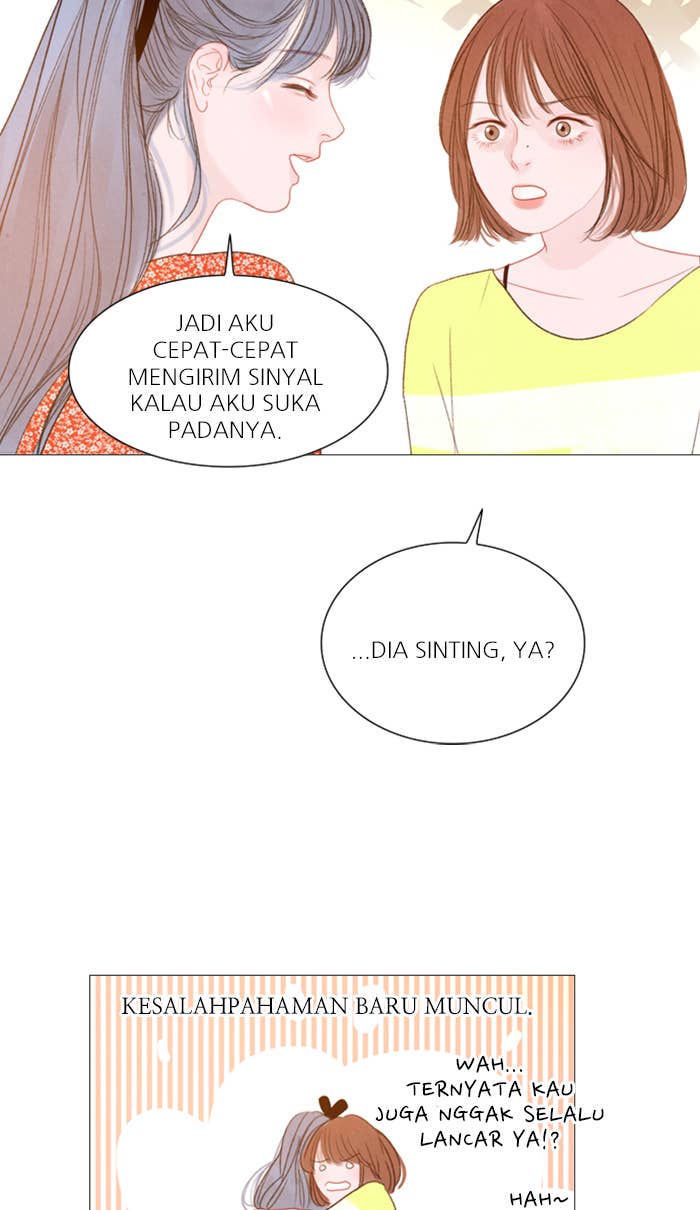 JADI AKU
CEPAT-CEPAT
MENGIRIM SINYAL
KALAU AKU SUKA
PADANYA.
...DIA SINTING, YA?
KESALAHPAHAMAN BARU MUNCUL.
WAH...
TERNYATA KAU
JUGA NGGAK SELALU
LANCAR YA!?
HAH~